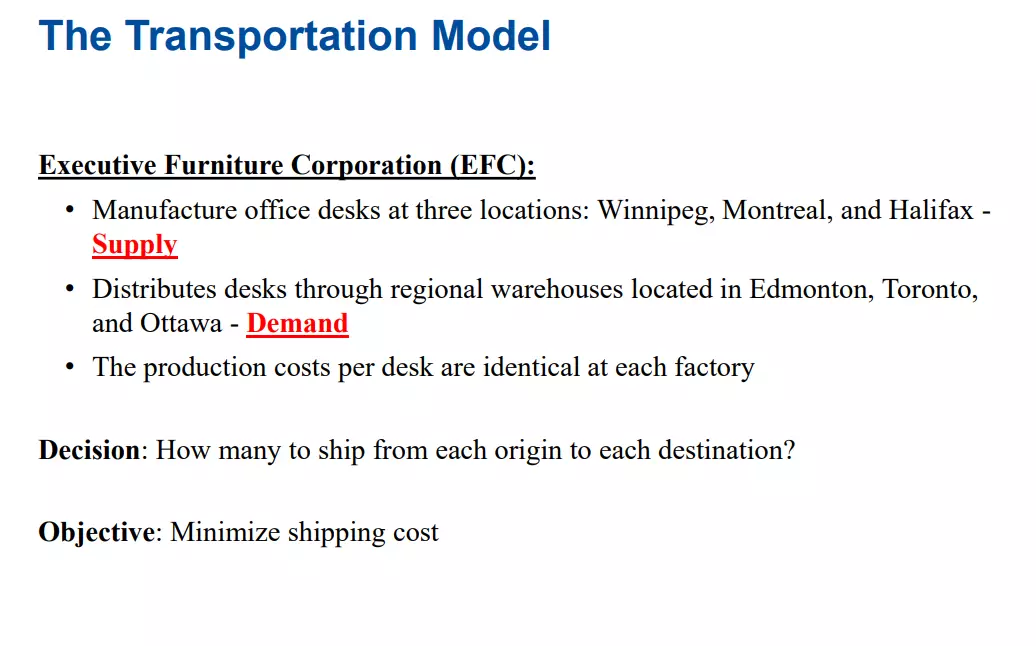 The Transportation Model
Executive Furniture Corporation (EFC):
• Manufacture office desks at three locations: Winnipeg, Montreal, and Halifax -
Supply
• Distributes desks through regional warehouses located in Edmonton, Toronto,
and Ottawa - Demand
• The production costs per desk are identical at each factory
Decision: How many to ship from each origin to each destination?
Objective: Minimize shipping cost